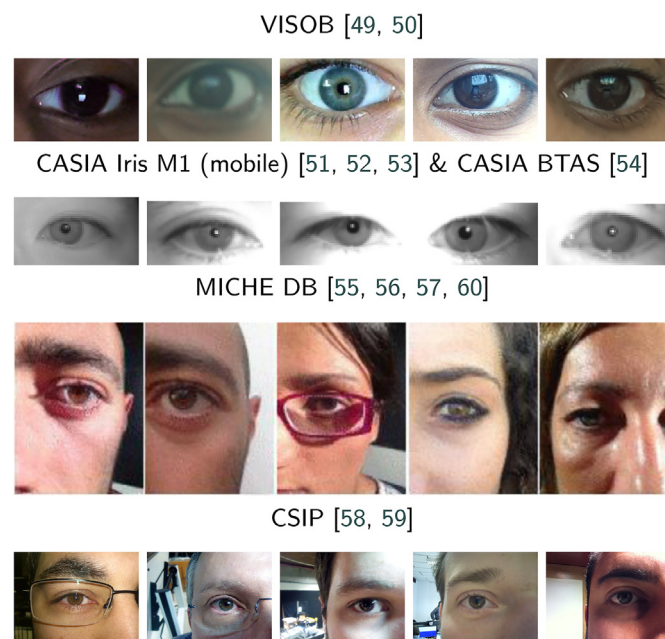 VISOB [49, 50]
CASIA Iris M1 (mobile) [51, 52, 53] & CASIA BTAS [54]
MICHE DB [55, 56, 57, 60]
CSIP [58, 59]